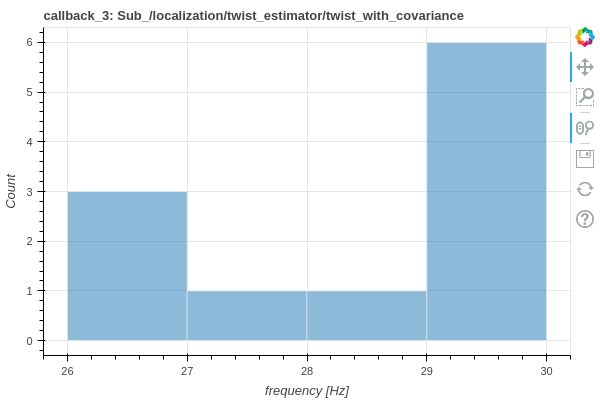 callback_3: Sub_/localization/twist_estimator/twist_with_covariance
6
5
4
3
2
1
0
Count
26 27 28 29 30
frequency [Hz]
?